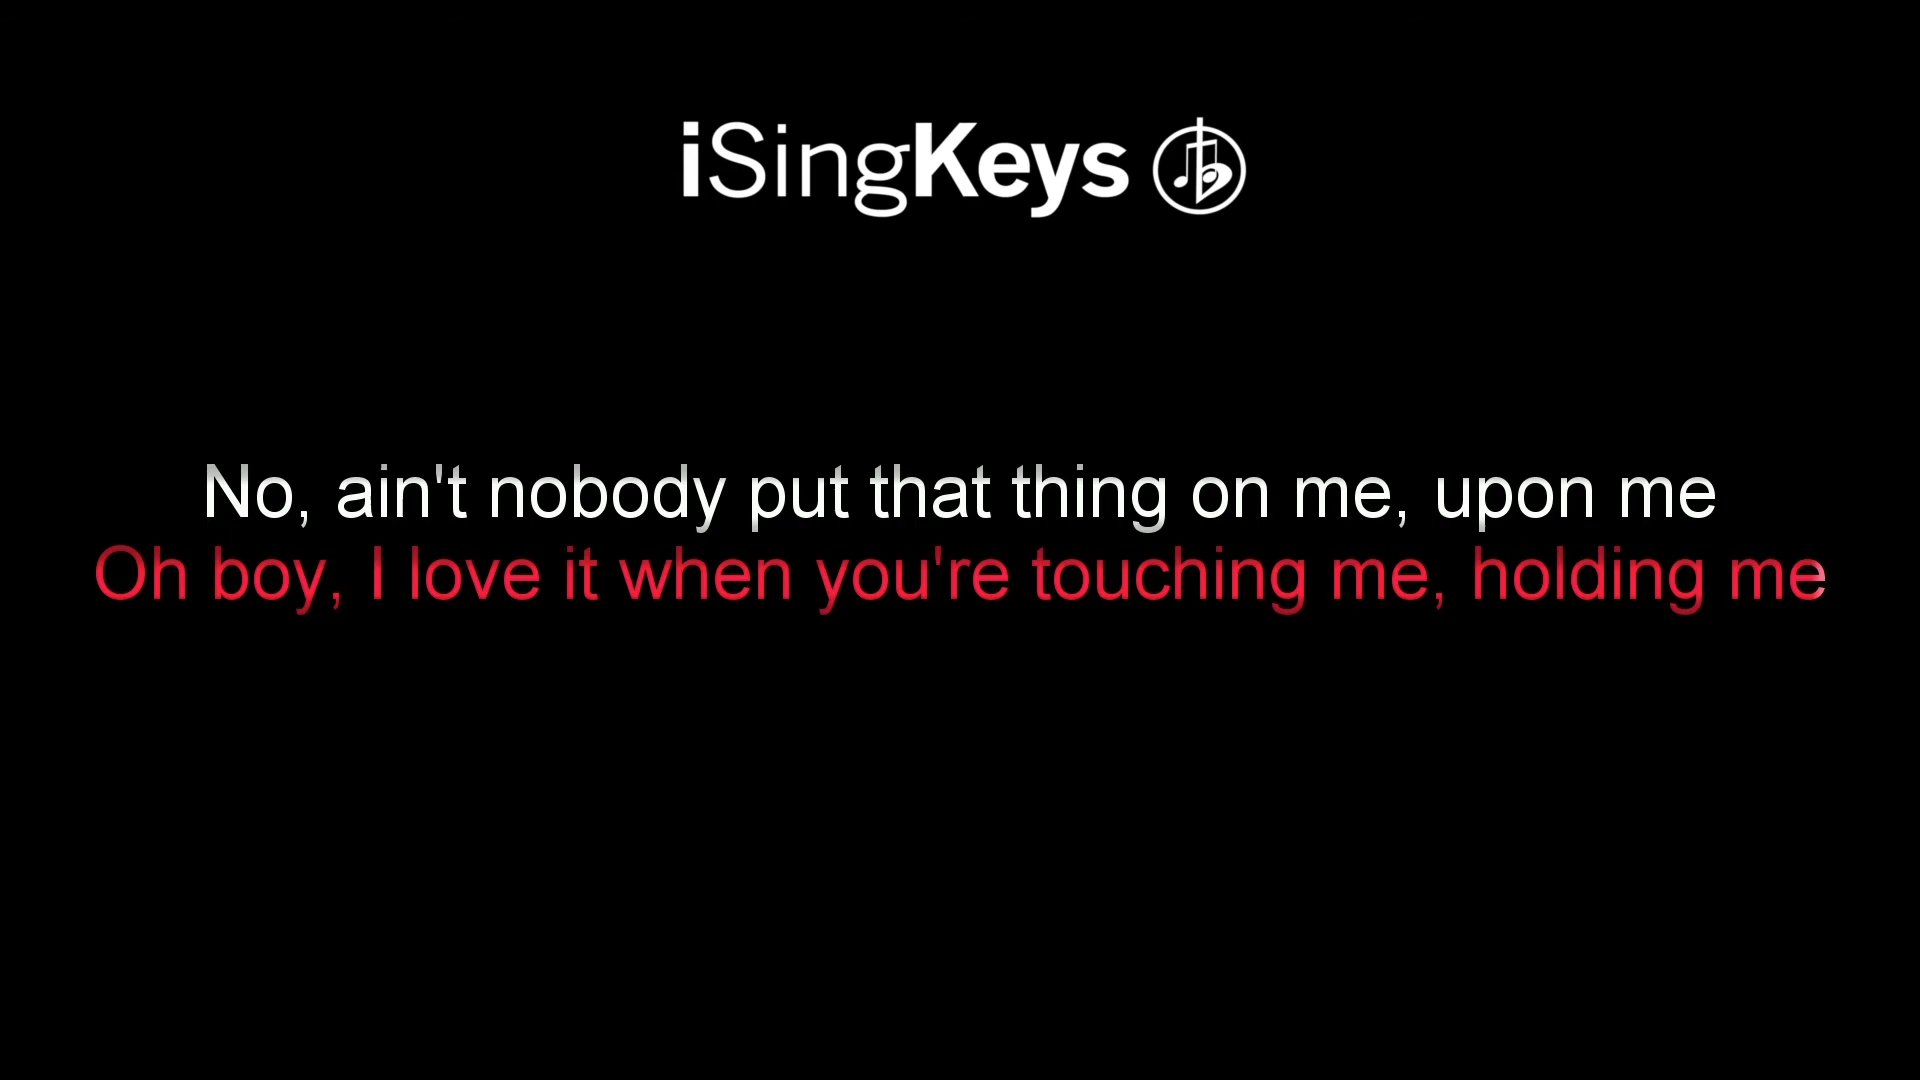 iSingKeys
No, ain't nobody put that thing on me, upon me
Oh boy, I love it when you're touching me, holding me